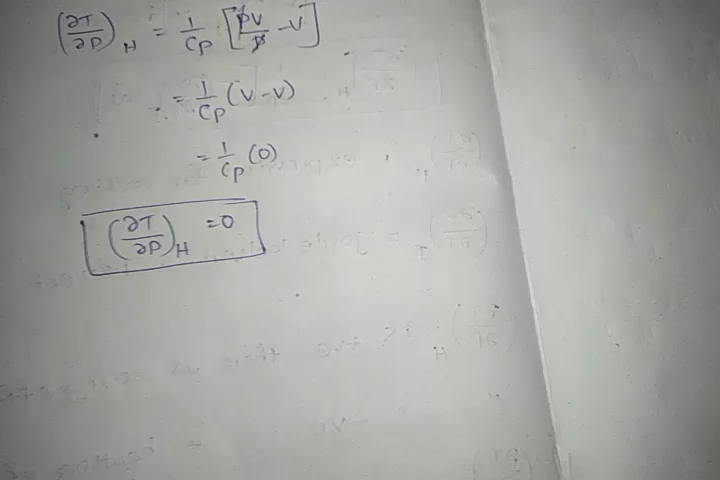 (∂T/∂P)_H = 1/Cp [PV/P - V]
= 1/Cp (V - V)
= 1/Cp (0)
(∂T/∂P)_H = 0